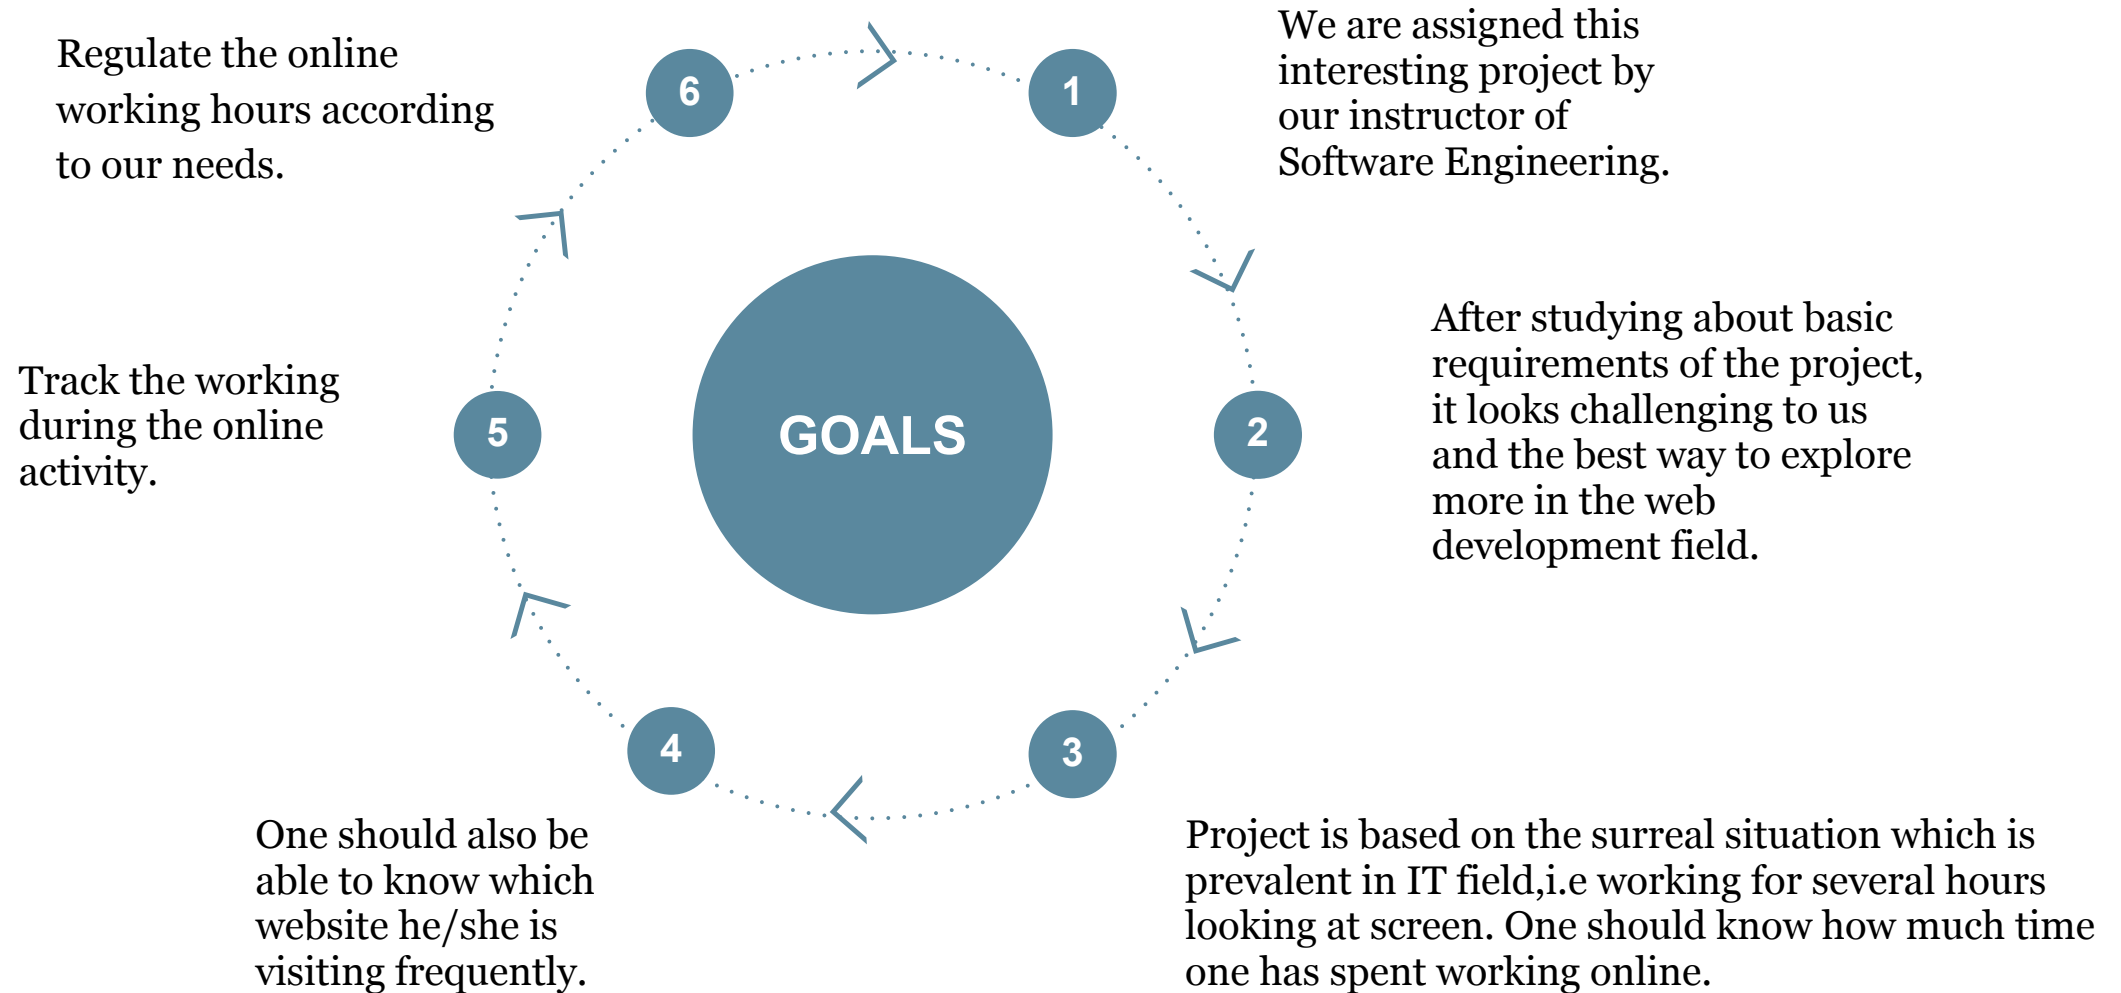 GOALS
1
We are assigned this
interesting project by
our instructor of
Software Engineering.
2
After studying about basic
requirements of the project,
it looks challenging to us
and the best way to explore
more in the web
development field.
3
Project is based on the surreal situation which is
prevalent in IT field,i.e working for several hours
looking at screen. One should know how much time
one has spent working online.
4
One should also be
able to know which
website he/she is
visiting frequently.
5
Track the working
during the online
activity.
6
Regulate the online
working hours according
to our needs.